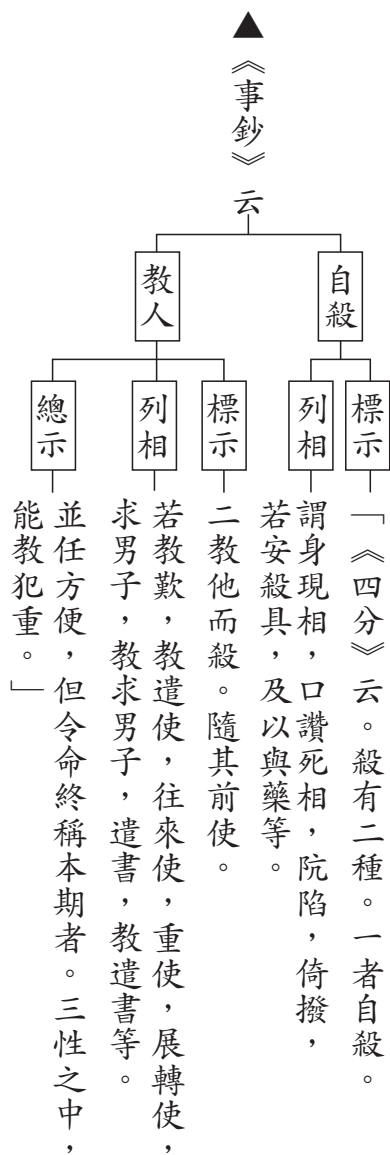 ▲《事鈔》云
自殺
標示
「《四分》云。殺有二種。一者自殺。
列相
謂身現相，口讚死相，阬陷，倚撥，
若安殺具，及以與藥等。
教人
標示
二教他而殺。隨其前使。
列相
若教歎，教遣使，往來使，重使，展轉使，
求男子，教求男子，遣書，教遣書等。
總示
並任方便，但令命終稱本期者。三性之中，
能教犯重。」